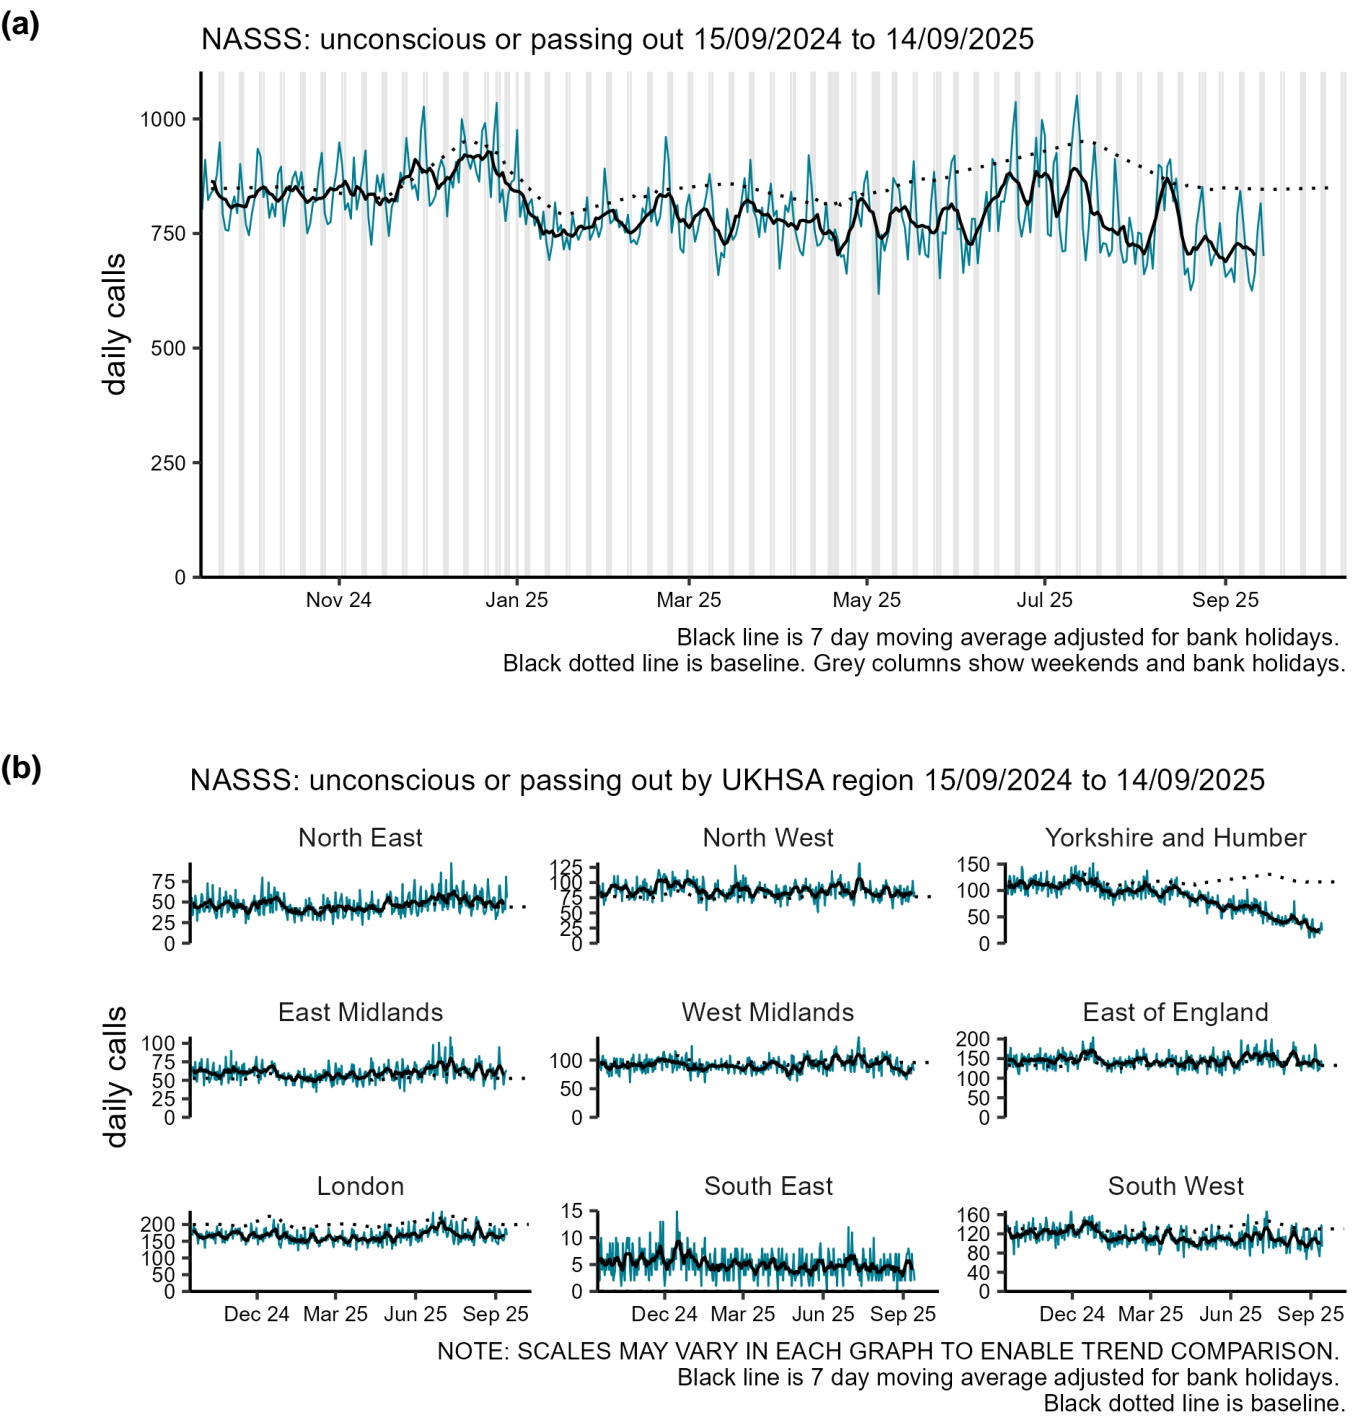 (a)
NASSS: unconscious or passing out 15/09/2024 to 14/09/2025
daily calls
1000
750
500
250
0
Nov 24 Jan 25 Mar 25 May 25 Jul 25 Sep 25
Black line is 7 day moving average adjusted for bank holidays.
Black dotted line is baseline. Grey columns show weekends and bank holidays.
(b)
NASSS: unconscious or passing out by UKHSA region 15/09/2024 to 14/09/2025
daily calls
North East
75
50
25
0
North West
125
100
75
50
25
0
Yorkshire and Humber
150
100
50
0
East Midlands
100
75
50
25
0
West Midlands
100
50
0
East of England
200
150
100
50
0
London
200
150
100
50
0
South East
15
10
5
0
South West
160
120
80
40
0
Dec 24 Mar 25 Jun 25 Sep 25 Dec 24 Mar 25 Jun 25 Sep 25 Dec 24 Mar 25 Jun 25 Sep 25
NOTE: SCALES MAY VARY IN EACH GRAPH TO ENABLE TREND COMPARISON.
Black line is 7 day moving average adjusted for bank holidays.
Black dotted line is baseline.